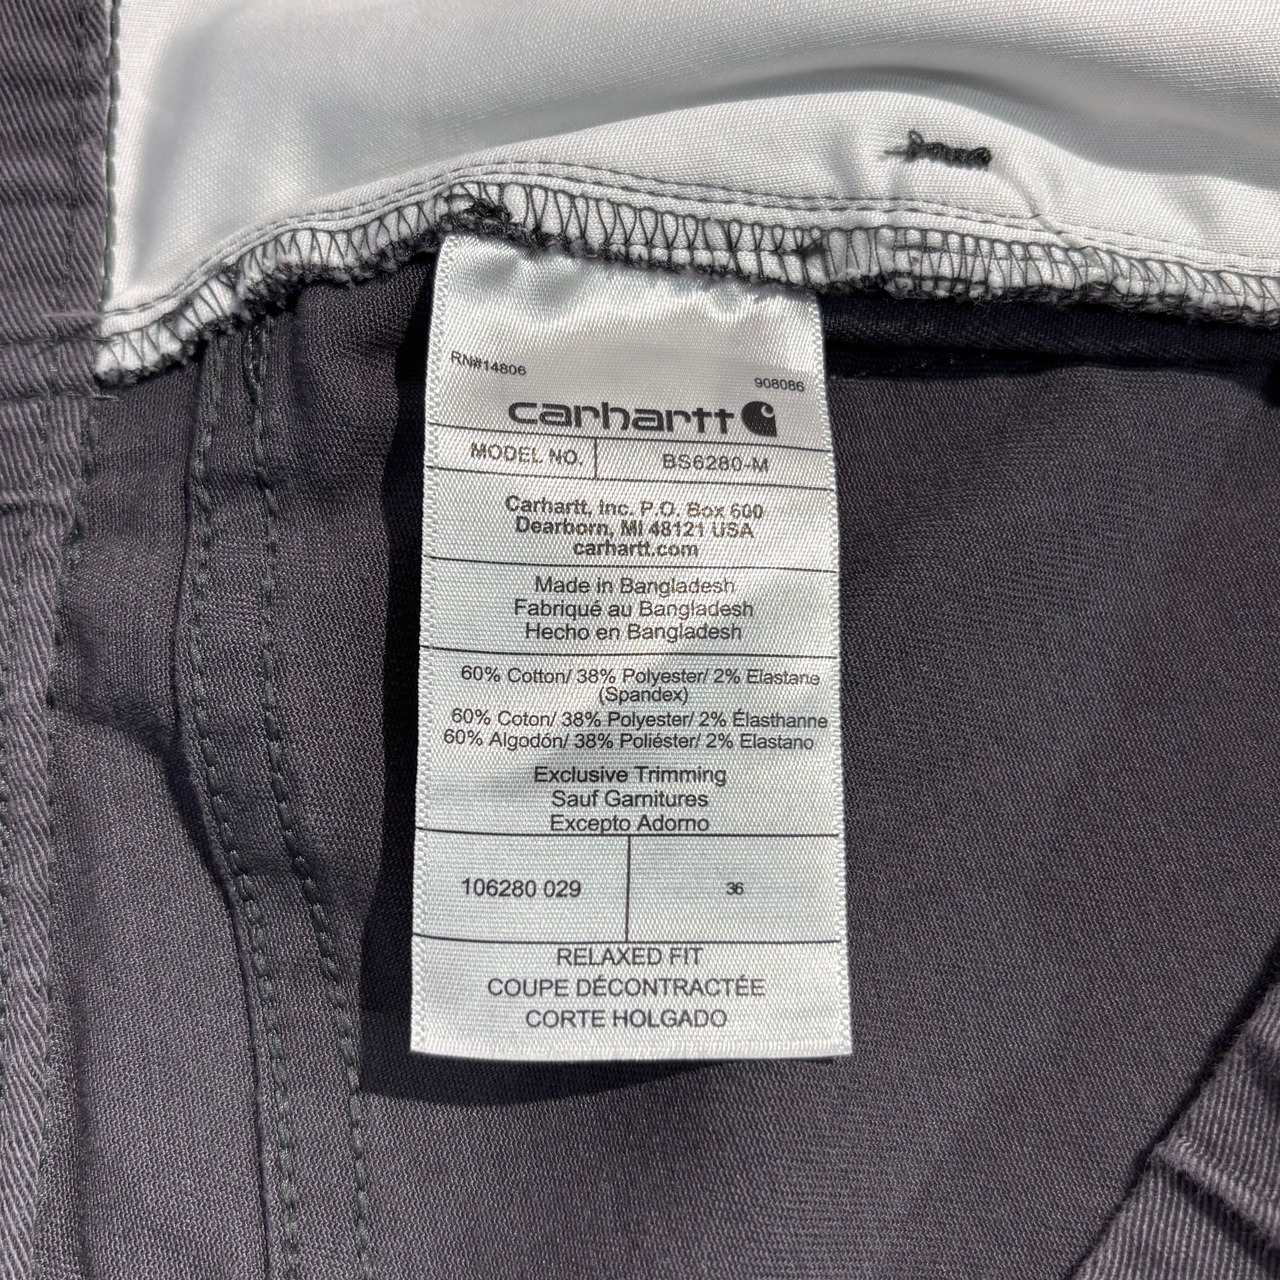 RN#14806
908086
carhartt
MODEL NO. BS6280-M
Carhartt, Inc. P.O. Box 600
Dearborn, MI 48121 USA
carhartt.com
Made in Bangladesh
Fabriqué au Bangladesh
Hecho en Bangladesh
60% Cotton/ 38% Polyester/ 2% Elastane
(Spandex)
60% Coton/ 38% Polyester/ 2% Élasthanne
60% Algodón/ 38% Poliéster/ 2% Elastano
Exclusive Trimming
Sauf Garnitures
Excepto Adorno
106280 029 36
RELAXED FIT
COUPE DÉCONTRACTÉE
CORTE HOLGADO